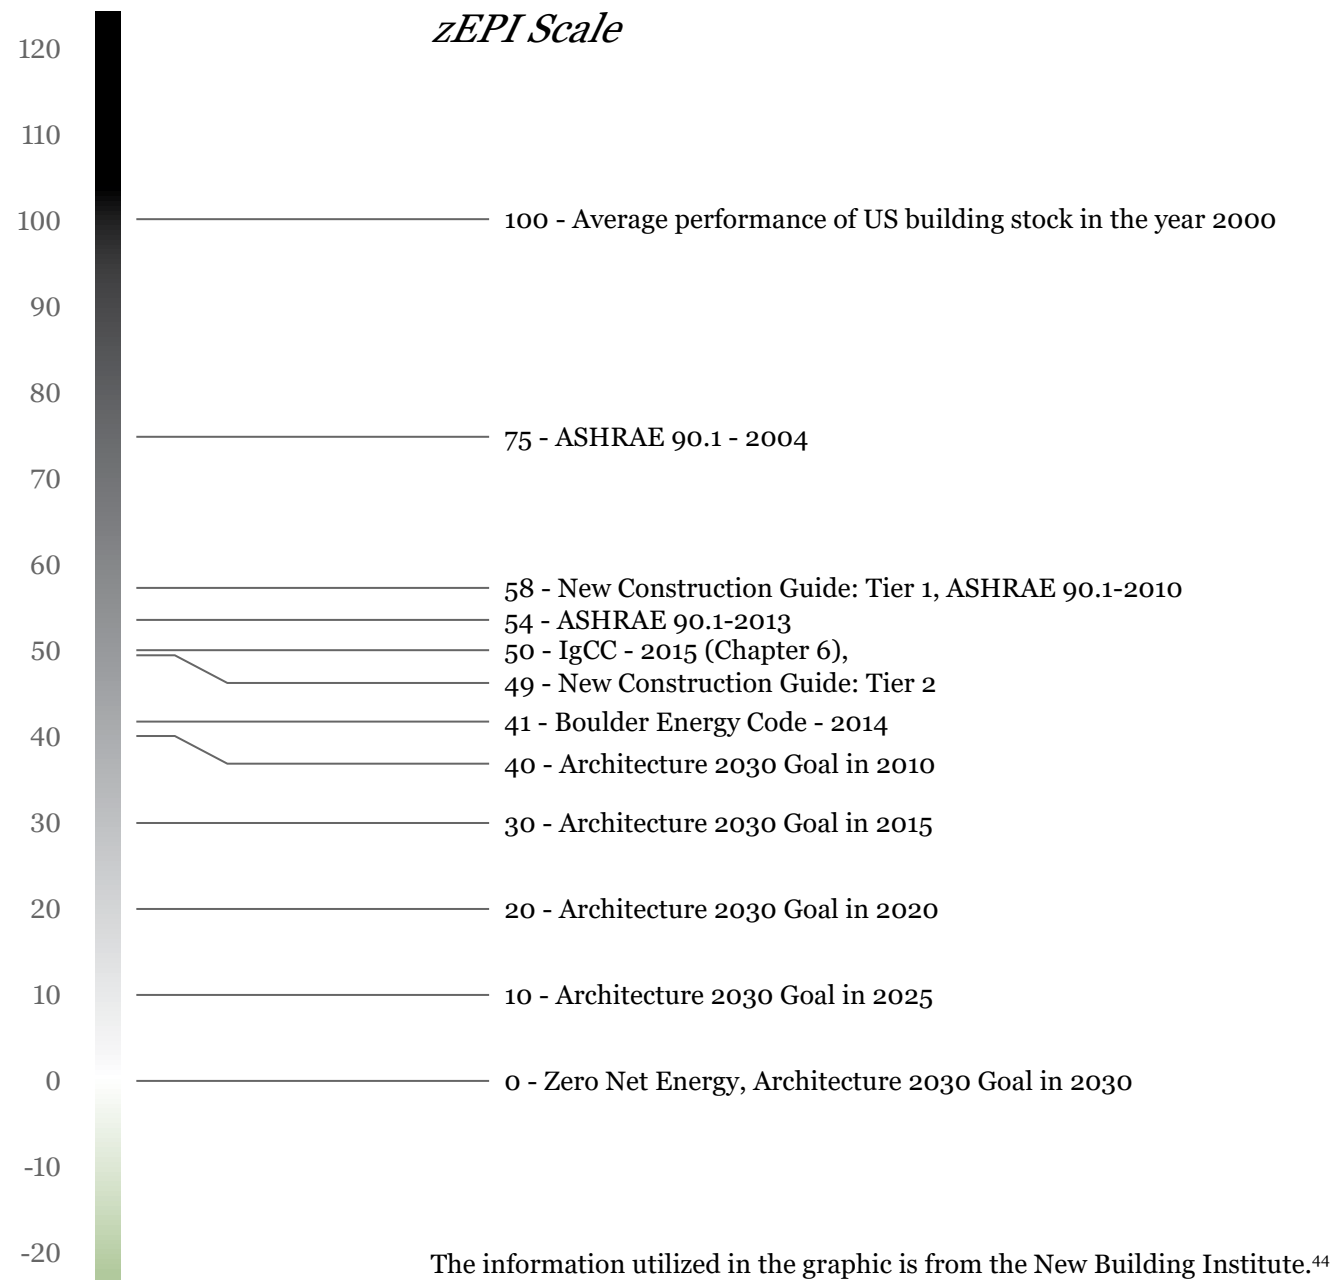 zEPI Scale
120
110
100
100 - Average performance of US building stock in the year 2000
90
80
75 - ASHRAE 90.1 - 2004
70
60
58 - New Construction Guide: Tier 1, ASHRAE 90.1-2010
54 - ASHRAE 90.1-2013
50
50 - IgCC - 2015 (Chapter 6),
49 - New Construction Guide: Tier 2
41 - Boulder Energy Code - 2014
40
40 - Architecture 2030 Goal in 2010
30
30 - Architecture 2030 Goal in 2015
20
20 - Architecture 2030 Goal in 2020
10
10 - Architecture 2030 Goal in 2025
0
0 - Zero Net Energy, Architecture 2030 Goal in 2030
-10
-20
The information utilized in the graphic is from the New Building Institute.44